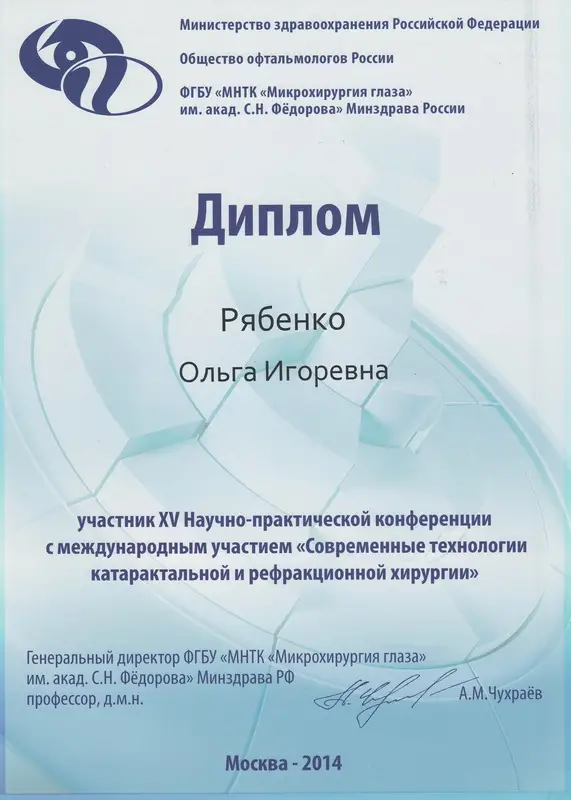 Министерство здравоохранения Российской Федерации
Общество офтальмологов России
ФГБУ «МНТК «Микрохирургия глаза»
им. акад. С.Н. Фёдорова» Минздрава России
Диплом
Рябенко
Ольга Игоревна
участник XV Научно-практической конференции
с международным участием «Современные технологии
катарактальной и рефракционной хирургии»
Генеральный директор ФГБУ «МНТК «Микрохирургия глаза»
им. акад. С.Н. Фёдорова» Минздрава РФ
профессор, д.м.н.
А.М.Чухраёв
Москва - 2014